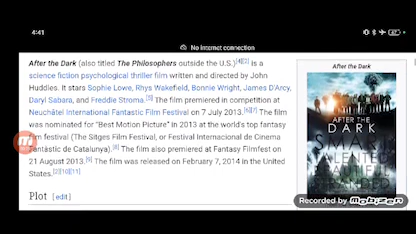 4:41
47
No internet connection
After the Dark (also titled The Philosophers outside the U.S.)[4][2] is a
science fiction psychological thriller film written and directed by John
Huddles. It stars Sophie Lowe, Rhys Wakefield, Bonnie Wright, James D'Arcy,
Daryl Sabara, and Freddie Stroma.[5] The film premiered in competition at
Neuchâtel International Fantastic Film Festival on 7 July 2013.[6][7] The film
was nominated for "Best Motion Picture" in 2013 at the world's top fantasy
film festival (The Sitges Film Festival, or Festival Internacional de Cinema
Fantàstic de Catalunya).[8] The film also premiered at Fantasy Filmfest on
21 August 2013.[9] The film was released on February 7, 2014 in the United
States.[2][10][11]
Plot [edit]
After the Dark
AFTER THE
DARK
SMART
TALENTED
BEAUTIFUL
Recorded by Mobizen